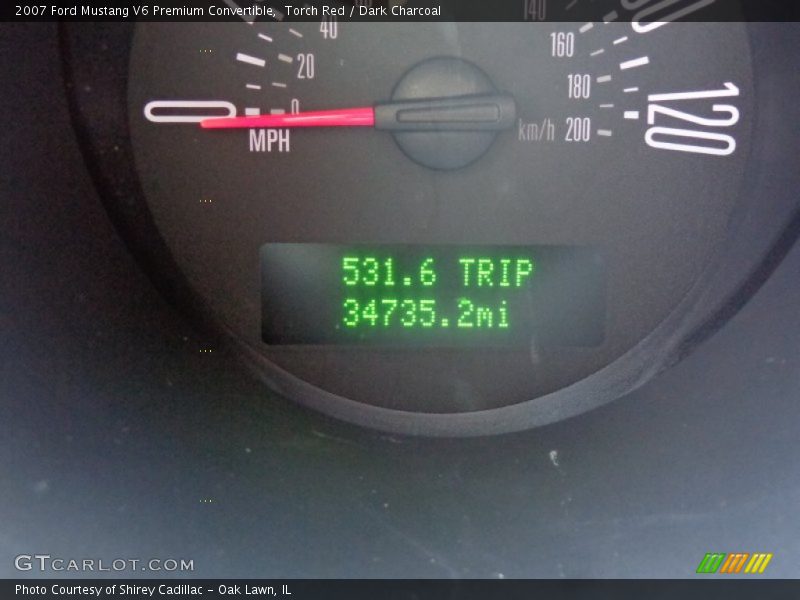 2007 Ford Mustang V6 Premium Convertible, Torch Red / Dark Charcoal
40 140
20 160
180
0 0 120
MPH km/h 200
531.6 TRIP
34735.2mi
GTCARLOT.COM
Photo Courtesy of Shirey Cadillac - Oak Lawn, IL